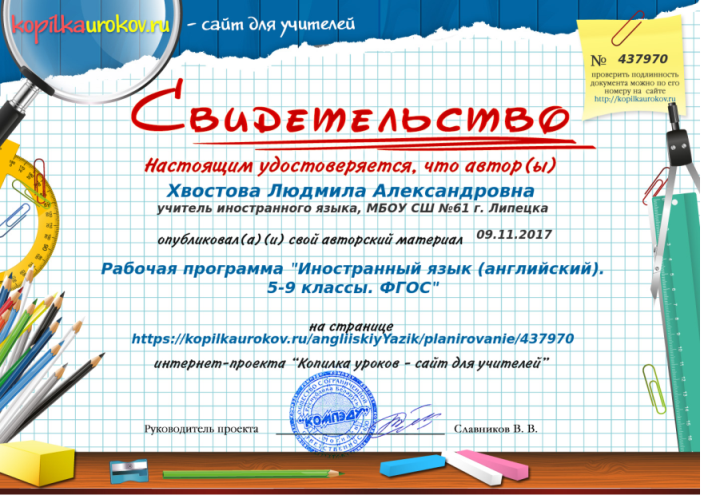 kopilkaurokov.ru – сайт для учителей
№ 437970
проверить подлинность
документа можно по его
номеру на сайте
http://kopilkaurokov.ru
Свидетельство
Настоящим удостоверяется, что автор(ы)
Хвостова Людмила Александровна
учитель иностранного языка, МБОУ СШ №61 г. Липецка
опубликовал(а)(и) свой авторский материал 09.11.2017
Рабочая программа "Иностранный язык (английский).
5-9 классы. ФГОС"
на странице
https://kopilkaurokov.ru/angliiskiyYazik/planirovanie/437970
интернет-проекта “Копилка уроков - сайт для учителей”
"КОМПЭДУ"
Руководитель проекта
Славников В. В.